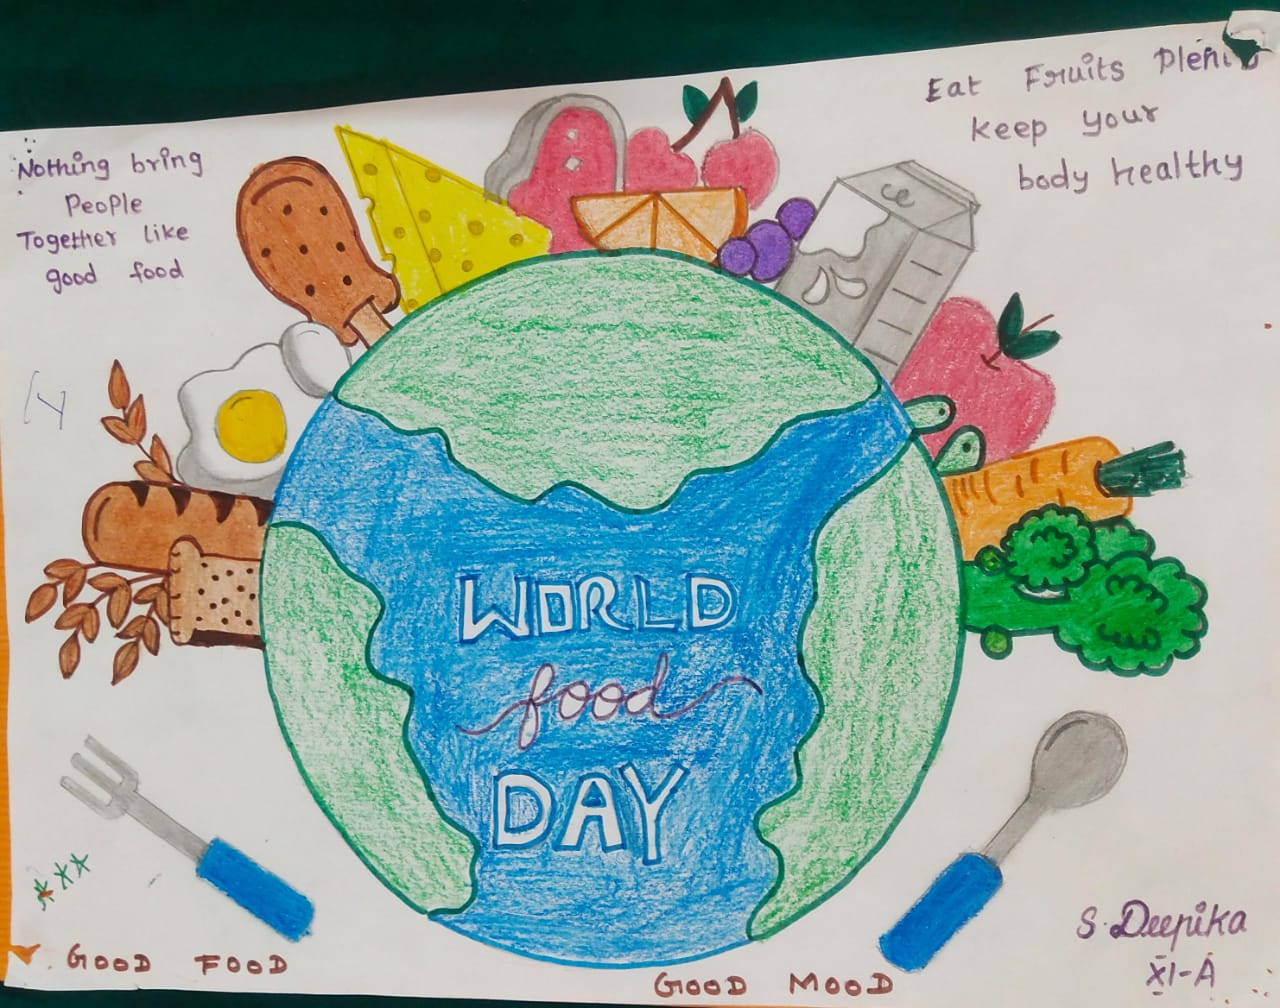 Nothing bring
People
Together like
good food
Eat Fruits Plenty
keep your
body healthy
WORLD
food
DAY
GOOD FOOD
GOOD MOOD
S. Deepika
XI-A